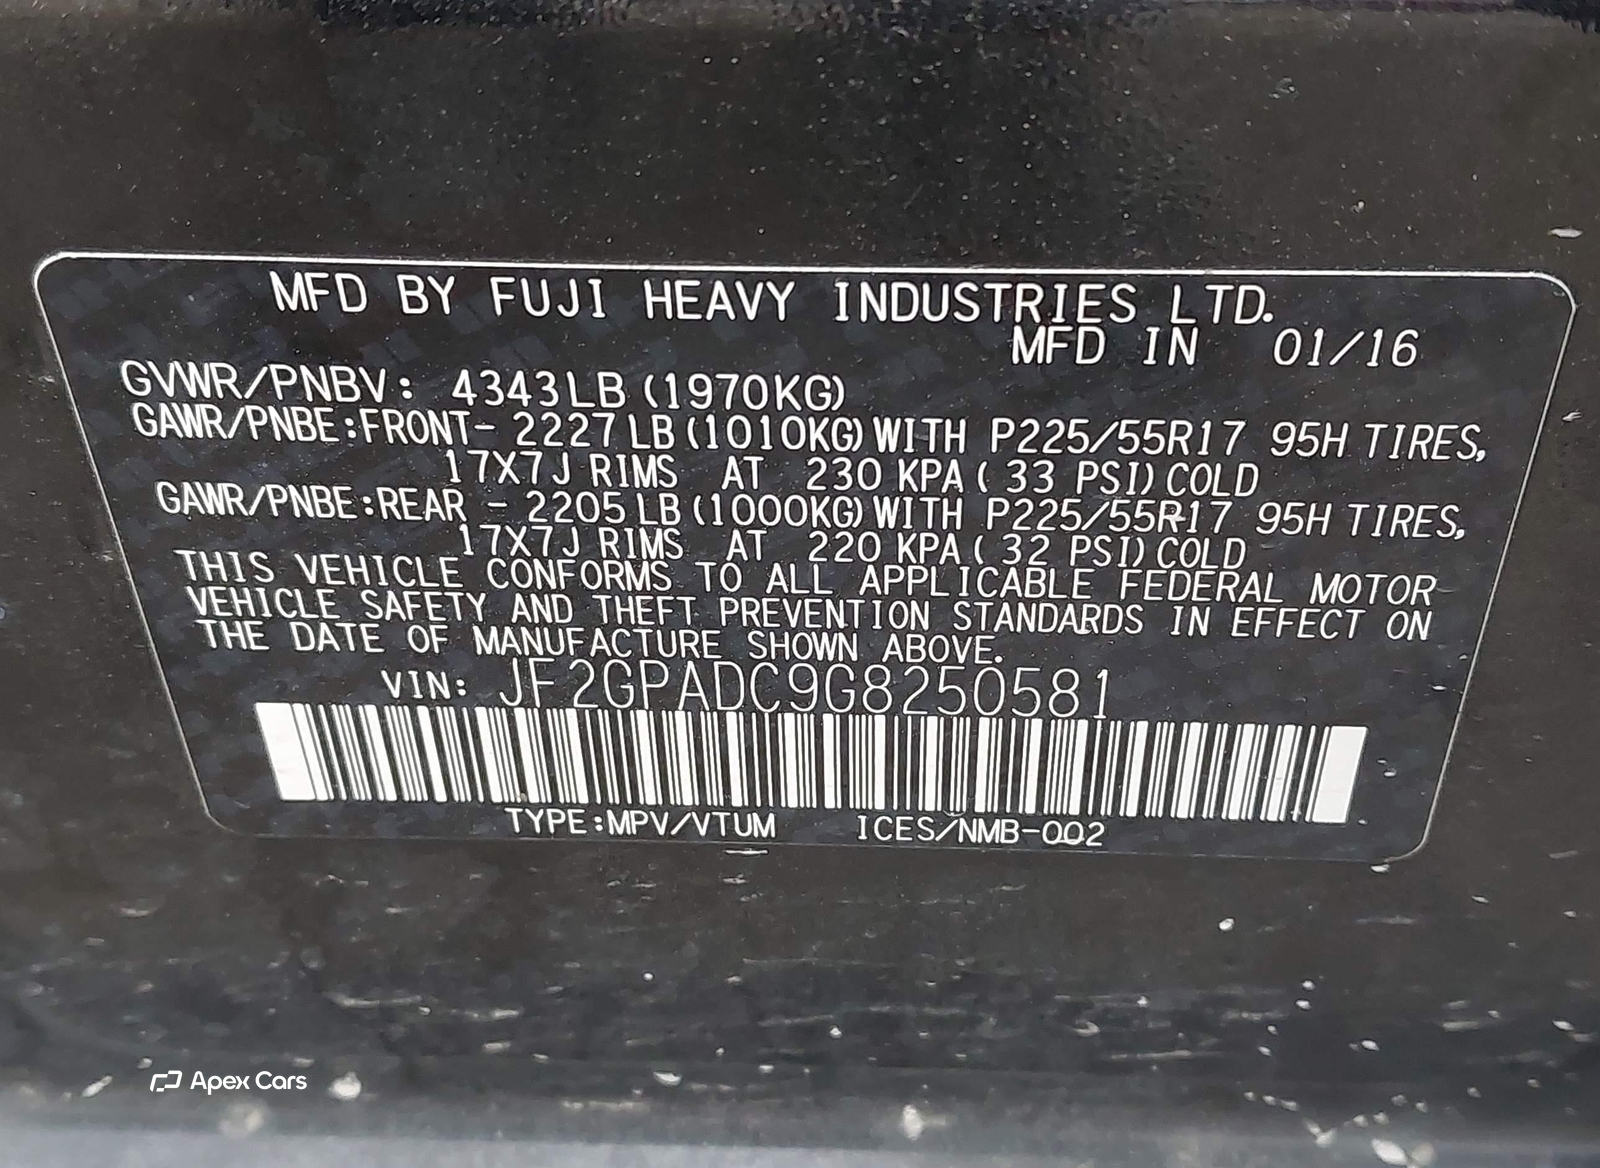 MFD BY FUJI HEAVY INDUSTRIES LTD.
MFD IN 01/16
GVWR/PNBV: 4343LB (1970KG)
GAWR/PNBE:FRONT- 2227LB(1010KG)WITH P225/55R17 95H TIRES,
17X7J RIMS AT 230 KPA( 33 PSI)COLD
GAWR/PNBE:REAR - 2205LB(1000KG)WITH P225/55R17 95H TIRES,
17X7J RIMS AT 220 KPA( 32 PSI)COLD
THIS VEHICLE CONFORMS TO ALL APPLICABLE FEDERAL MOTOR
VEHICLE SAFETY AND THEFT PREVENTION STANDARDS IN EFFECT ON
THE DATE OF MANUFACTURE SHOWN ABOVE.
VIN: JF2GPADC9G8250581
TYPE:MPV/VTUM ICES/NMB-002
Apex Cars